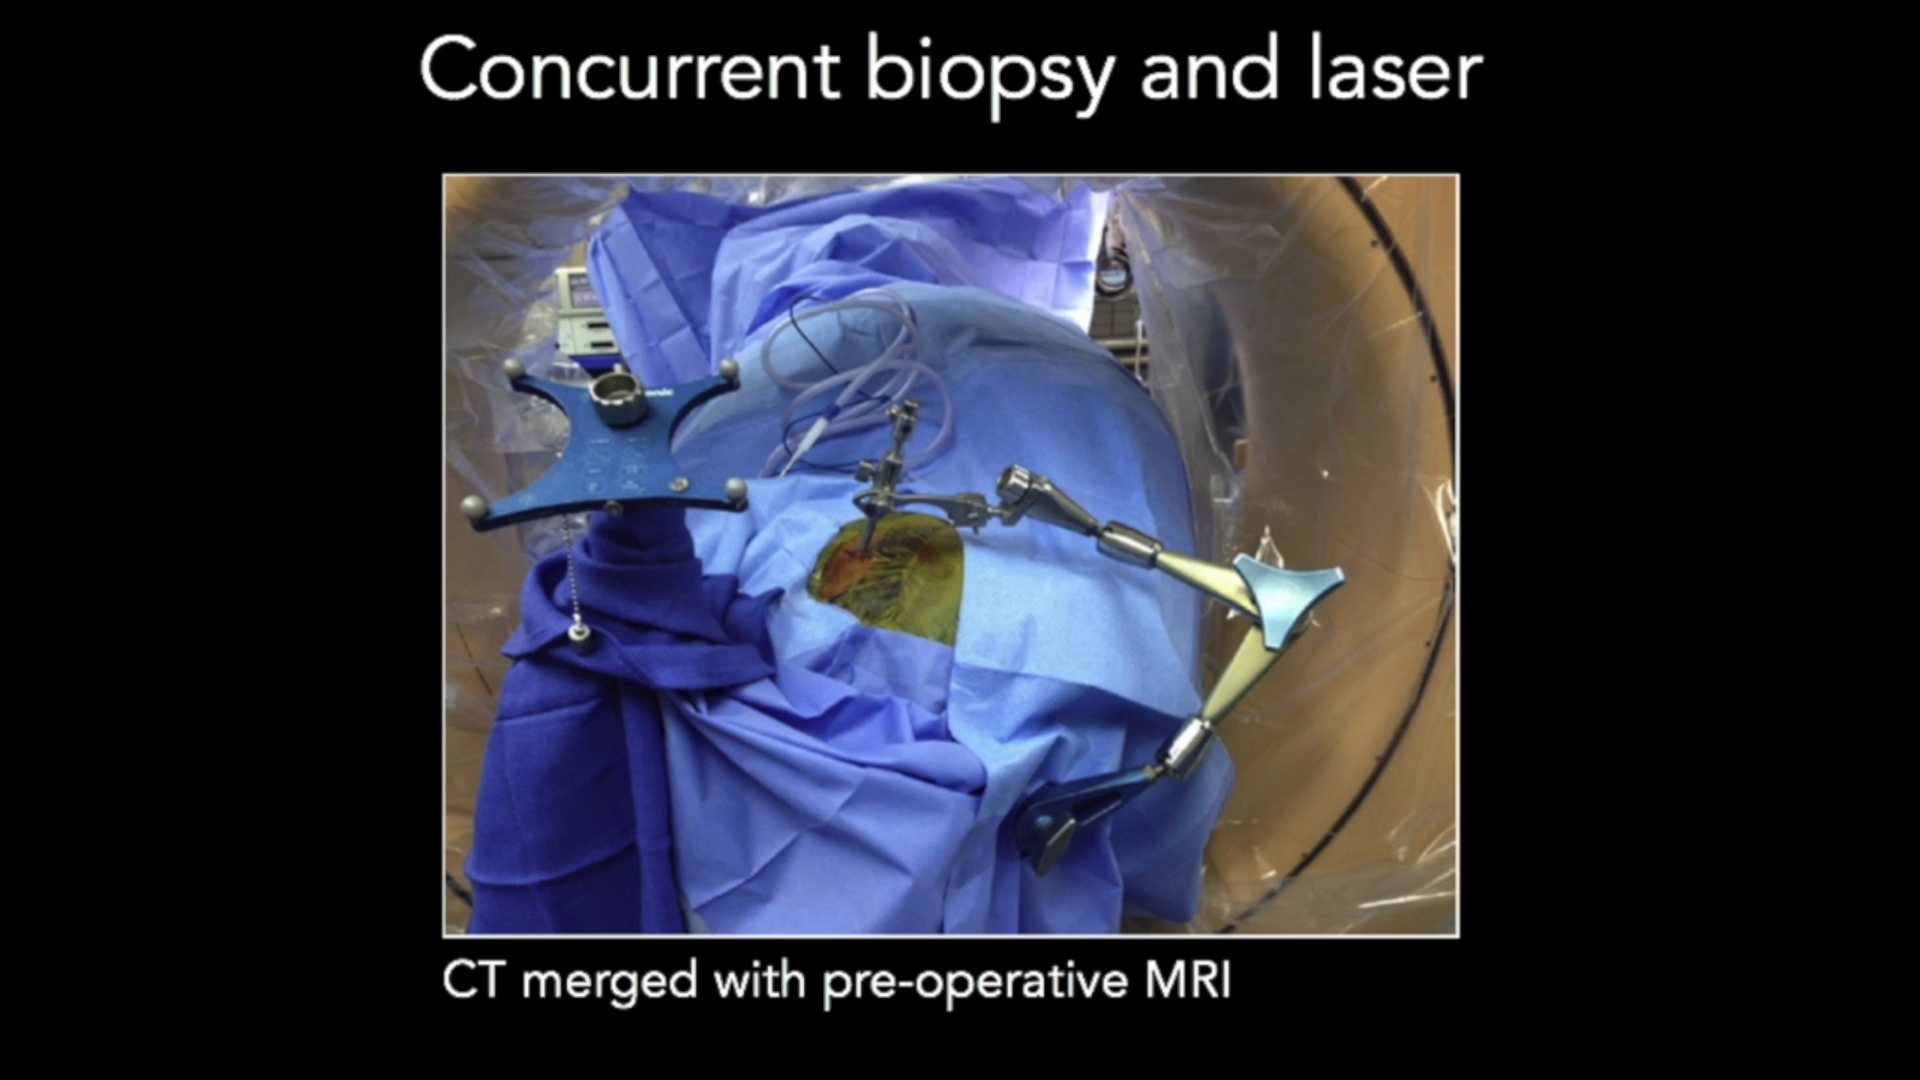 Concurrent biopsy and laser
CT merged with pre-operative MRI